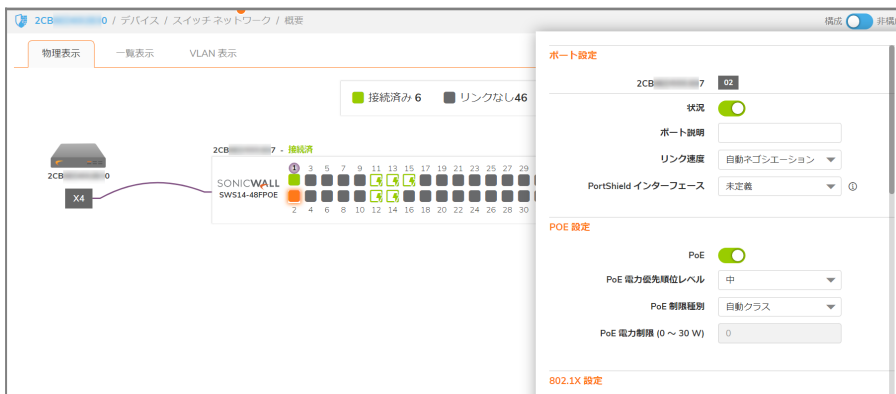 2CB 0 / デバイス / スイッチ ネットワーク / 概要
構成 非構成
物理表示 一覧表示 VLAN 表示
接続済み 6 リンクなし46
2CB 0
X4
2CB 7 - 接続済
1 3 5 7 9 11 13 15 17 19 21 23 25 27 29
SONICWALL
SWS14-48FPOE
2 4 6 8 10 12 14 16 18 20 22 24 26 28 30
ポート設定
2CB 7 02
状況
ポート説明
リンク速度 自動ネゴシエーション
PortShield インターフェース 未定義
POE 設定
PoE
PoE 電力優先順位レベル 中
PoE 制限種別 自動クラス
PoE 電力制限 (0 ～ 30 W) 0
802.1X 設定